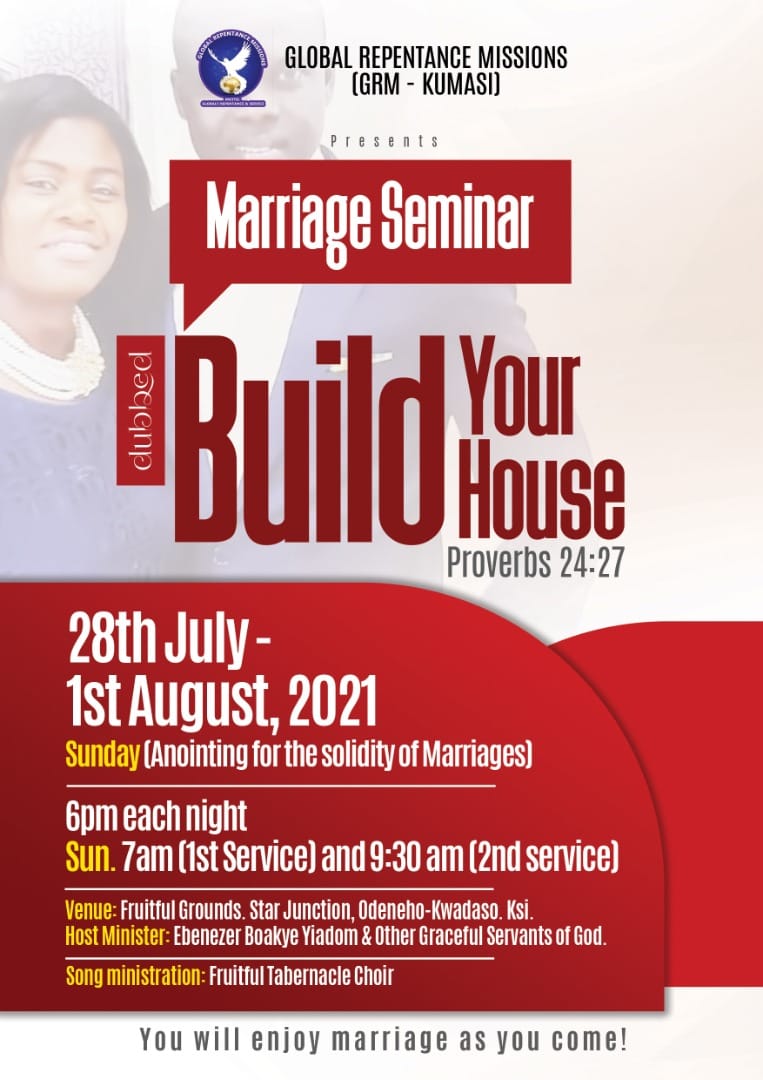 GLOBAL REPENTANCE MISSIONS
GLOBAL REPENTANCE MISSIONS
(GRM - KUMASI)
Presents
Marriage Seminar
dubbed
Build
Your
House
Proverbs 24:27
28th July -
1st August, 2021
Sunday (Anointing for the solidity of Marriages)
6pm each night
Sun. 7am (1st Service) and 9:30 am (2nd service)
Venue: Fruitful Grounds. Star Junction, Odeneho-Kwadaso. Ksi.
Host Minister: Ebenezer Boakye Yiadom & Other Graceful Servants of God.
Song ministration: Fruitful Tabernacle Choir
You will enjoy marriage as you come!